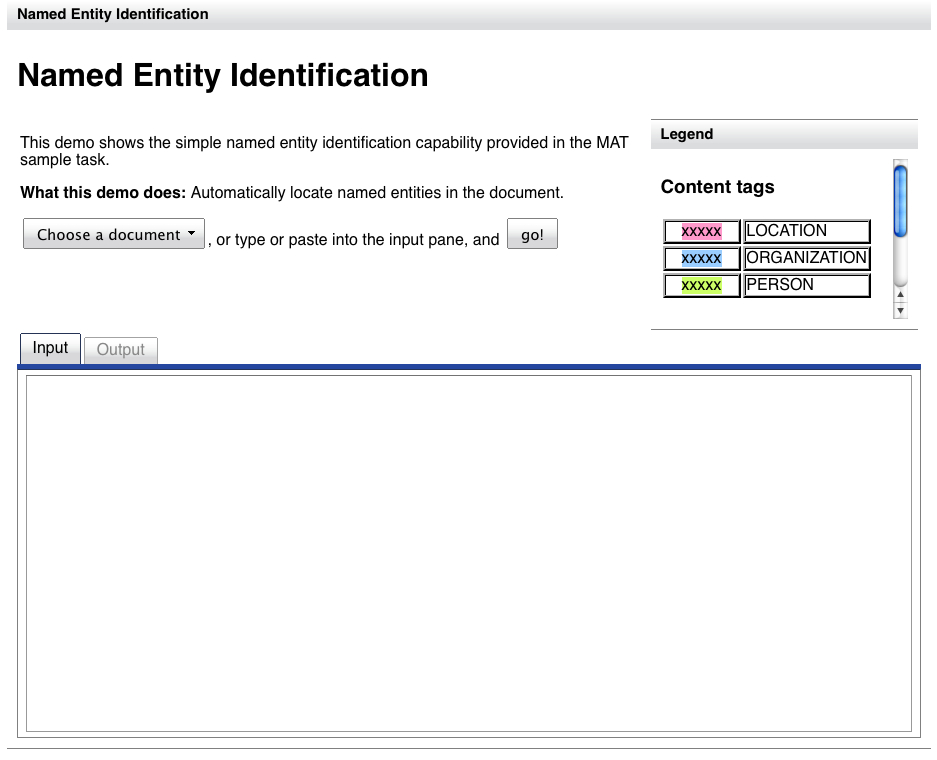 Named Entity Identification
Named Entity Identification
This demo shows the simple named entity identification capability provided in the MAT
sample task.
What this demo does: Automatically locate named entities in the document.
Choose a document , or type or paste into the input pane, and go!
Legend
Content tags
xxxxx LOCATION
xxxxx ORGANIZATION
xxxxx PERSON
Input Output